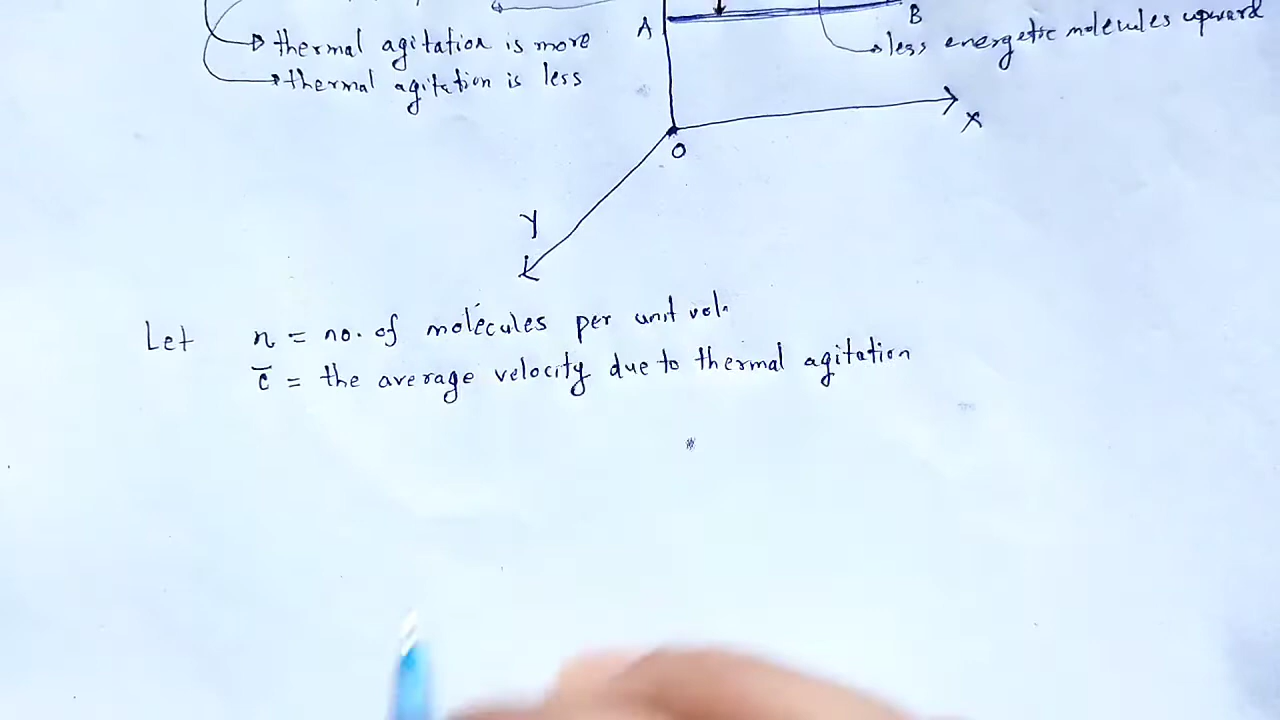 A
B
thermal agitation is more
less energetic molecules upward
thermal agitation is less
X
O
Y
Let n = no. of molecules per unit vol.
c̄ = the average velocity due to thermal agitation